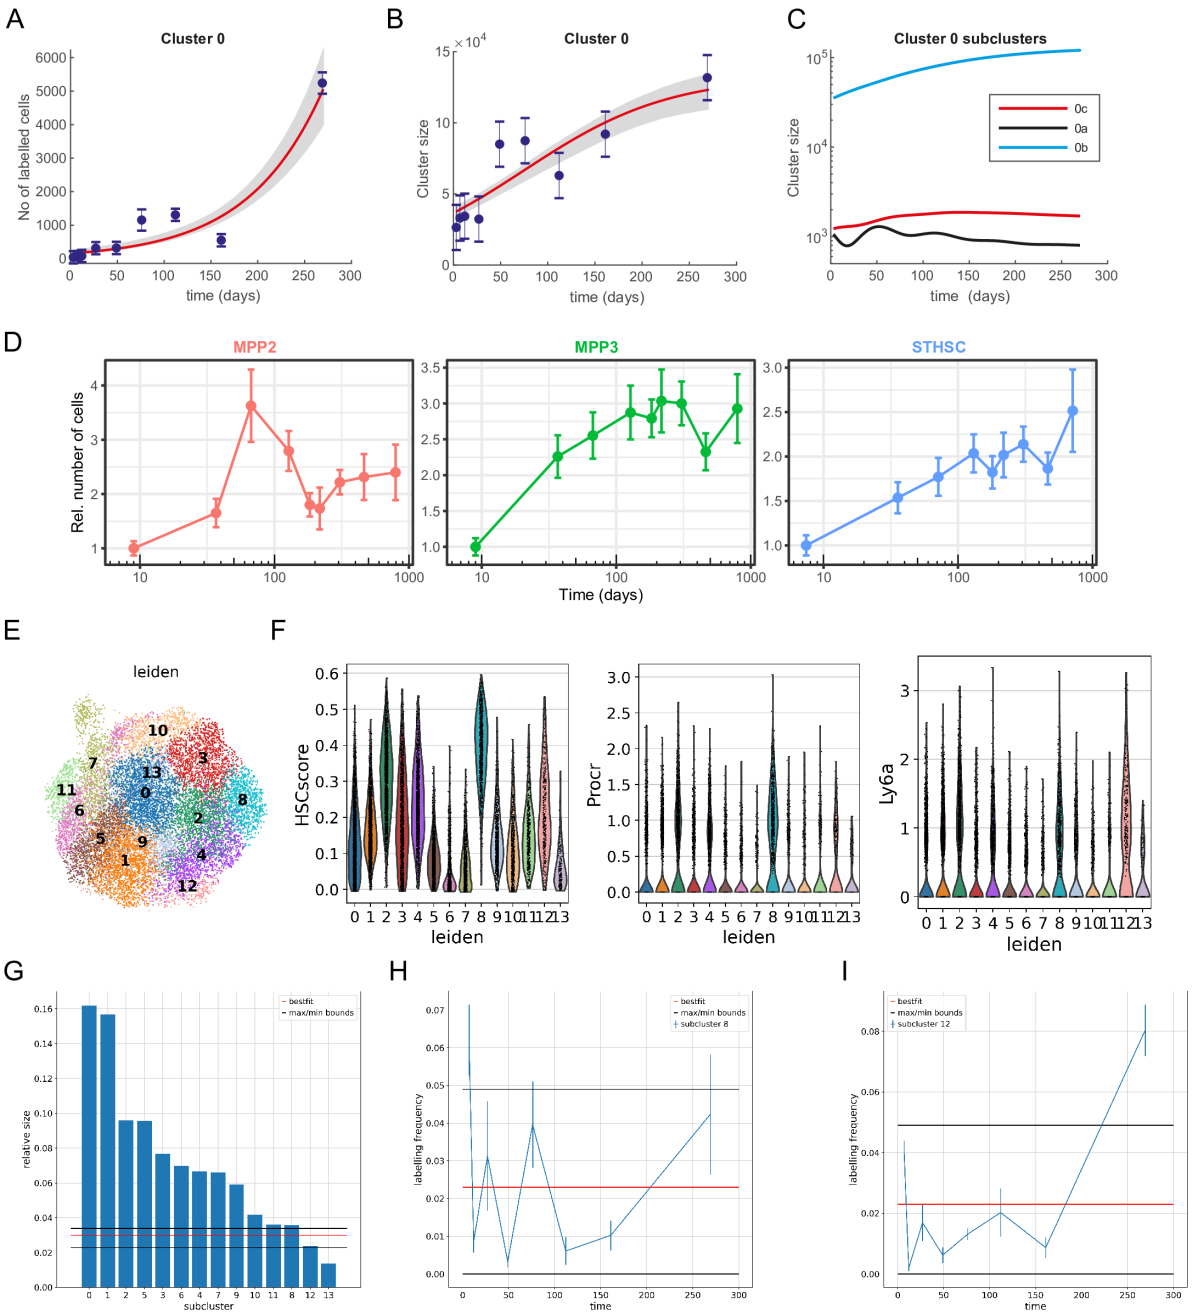 A
Cluster 0
No of labelled cells
6000
5000
4000
3000
2000
1000
0
0 50 100 150 200 250 300
time (days)
B
Cluster 0
15 ×10⁴
Cluster size
10
5
0
0 50 100 150 200 250 300
time (days)
C
Cluster 0 subclusters
Cluster size
10⁵
10⁴
10³
0c
0a
0b
0 50 100 150 200 250 300
time (days)
D
MPP2
Rel. number of cells
4
3
2
1
10 100 1000
MPP3
3.5
3.0
2.5
2.0
1.5
1.0
10 100 1000
STHSC
3.0
2.5
2.0
1.5
1.0
10 100 1000
Time (days)
E
leiden
10
3
7
13
11
0
8
6
2
5
9
1
4
12
F
HSCscore
0.6
0.5
0.4
0.3
0.2
0.1
0.0
0 1 2 3 4 5 6 7 8 9 10 11 12 13
leiden
Procr
3.0
2.5
2.0
1.5
1.0
0.5
0.0
0 1 2 3 4 5 6 7 8 9 10 11 12 13
leiden
Ly6a
3
2
1
0
0 1 2 3 4 5 6 7 8 9 10 11 12 13
leiden
G
relative size
0.16
0.14
0.12
0.10
0.08
0.06
0.04
0.02
0.00
bestfit
max/min bounds
0 1 2 5 3 6 4 7 9 10 11 8 12 13
subcluster
H
labelling frequency
0.07
0.06
0.05
0.04
0.03
0.02
0.01
0.00
bestfit
max/min bounds
subcluster 8
0 50 100 150 200 250 300
time
I
labelling frequency
0.08
0.06
0.04
0.02
0.00
bestfit
max/min bounds
subcluster 12
0 50 100 150 200 250 300
time